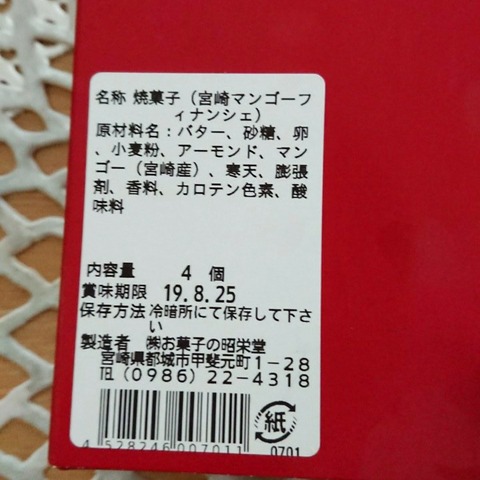 名称 焼菓子（宮崎マンゴーフ
ィナンシェ）
原材料名：バター、砂糖、卵
、小麦粉、アーモンド、マン
ゴー（宮崎産）、寒天、膨張
剤、香料、カロテン色素、酸
味料
内容量 4 個
賞味期限 19.8.25
保存方法 冷暗所にて保存して下さ
い
製造者 ㈱お菓子の昭栄堂
宮崎県都城市甲斐元町1－28
℡（0986）22－4318
紙
4 528246 007011
0701